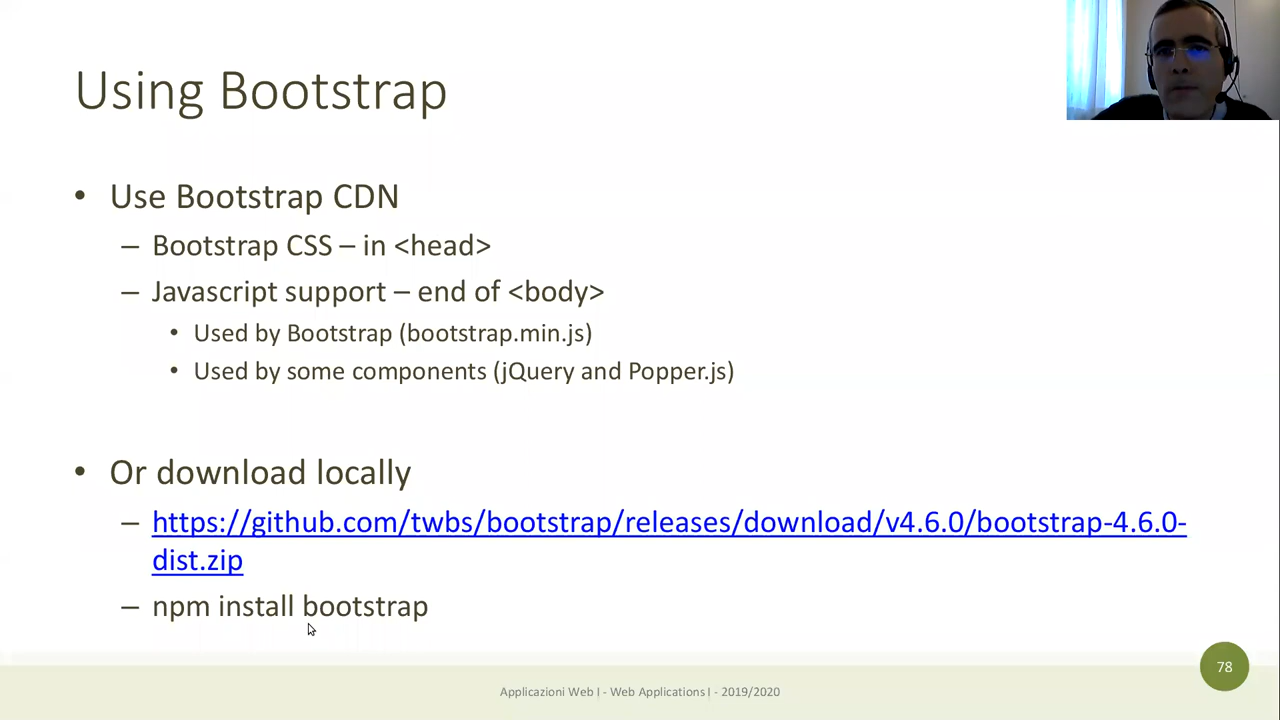 Using Bootstrap
• Use Bootstrap CDN
– Bootstrap CSS – in <head>
– Javascript support – end of <body>
• Used by Bootstrap (bootstrap.min.js)
• Used by some components (jQuery and Popper.js)
• Or download locally
– https://github.com/twbs/bootstrap/releases/download/v4.6.0/bootstrap-4.6.0-
dist.zip
– npm install bootstrap
78
Applicazioni Web I - Web Applications I - 2019/2020